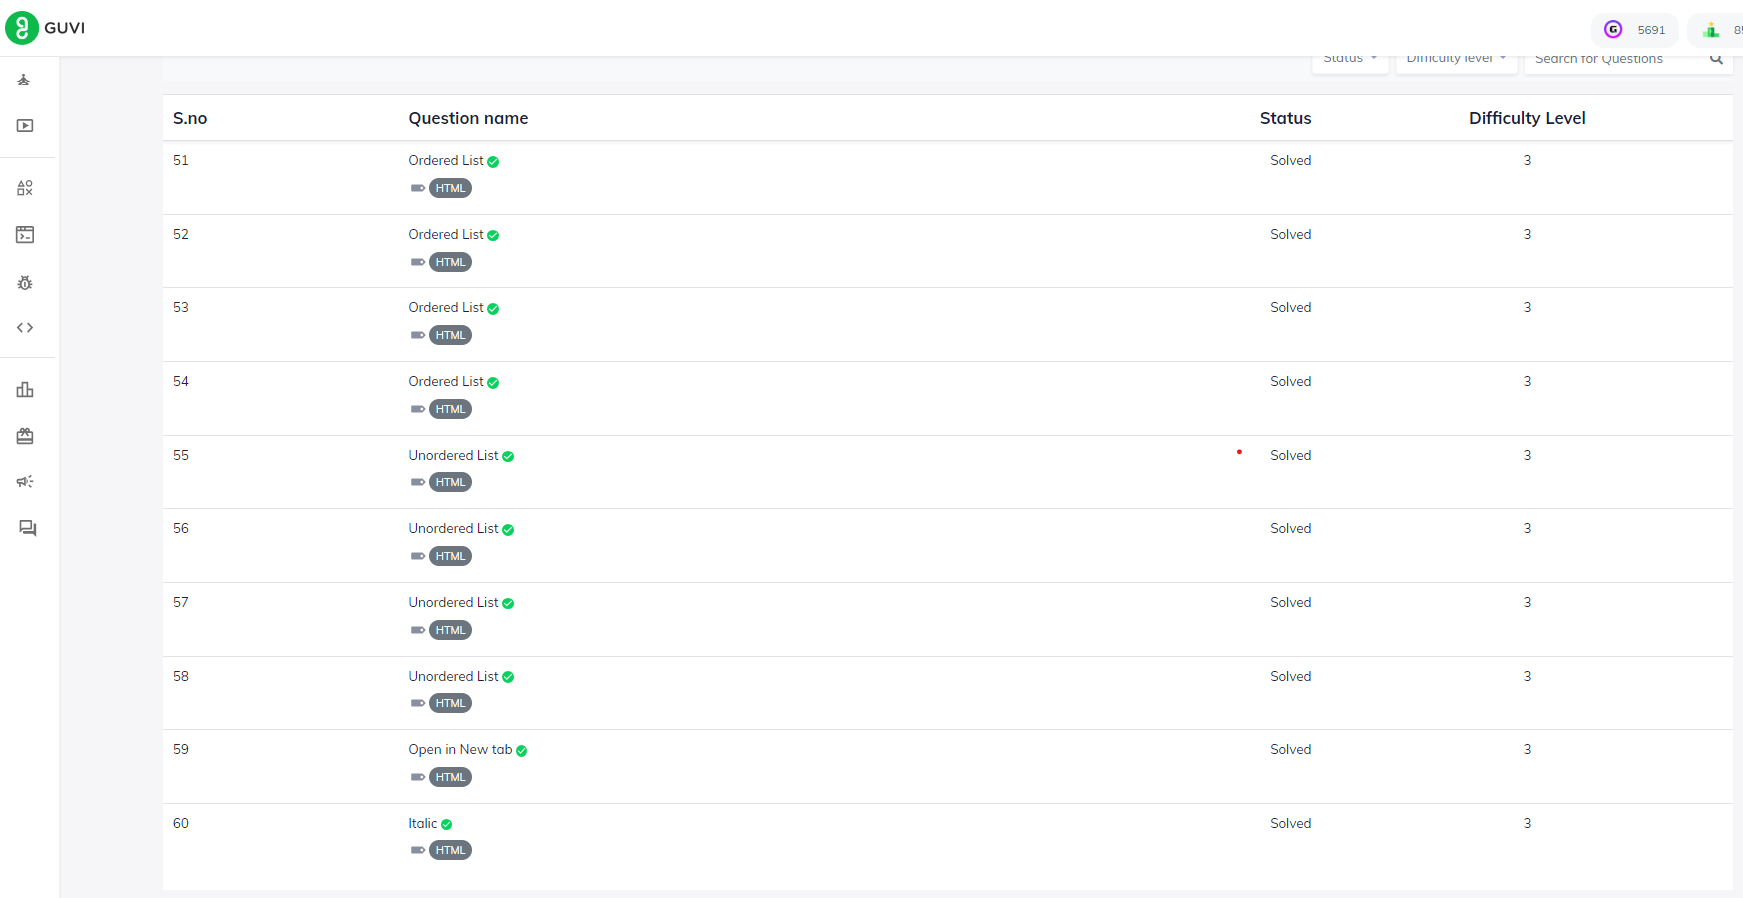 GUVI
5691
Status
Difficulty level
Search for Questions
S.no Question name Status Difficulty Level
51 Ordered List Solved 3
HTML
52 Ordered List Solved 3
HTML
53 Ordered List Solved 3
HTML
54 Ordered List Solved 3
HTML
55 Unordered List Solved 3
HTML
56 Unordered List Solved 3
HTML
57 Unordered List Solved 3
HTML
58 Unordered List Solved 3
HTML
59 Open in New tab Solved 3
HTML
60 Italic Solved 3
HTML